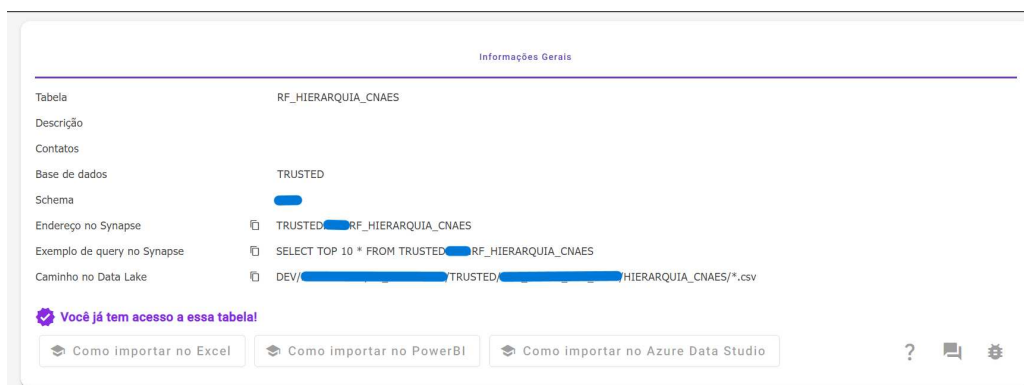 Informações Gerais
Tabela RF_HIERARQUIA_CNAES
Descrição
Contatos
Base de dados TRUSTED
Schema
Endereço no Synapse TRUSTED RF_HIERARQUIA_CNAES
Exemplo de query no Synapse SELECT TOP 10 * FROM TRUSTED RF_HIERARQUIA_CNAES
Caminho no Data Lake DEV/ /TRUSTED/ /HIERARQUIA_CNAES/*.csv
Você já tem acesso a essa tabela!
Como importar no Excel Como importar no PowerBI Como importar no Azure Data Studio ?